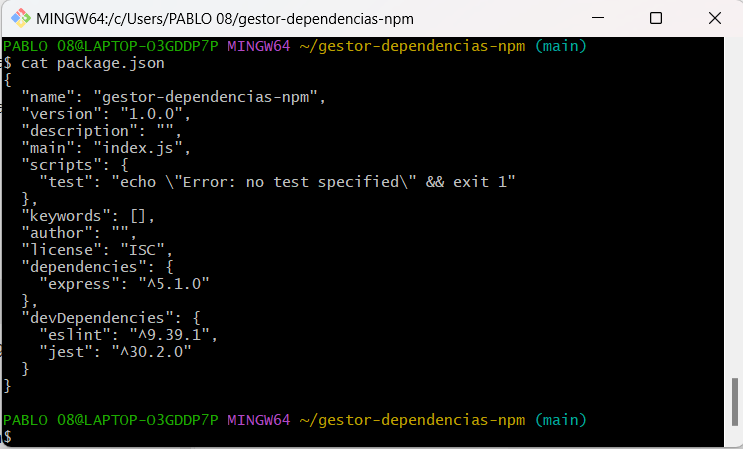 MINGW64:/c/Users/PABLO 08/gestor-dependencias-npm
PABLO 08@LAPTOP-O3GDDP7P MINGW64 ~/gestor-dependencias-npm (main)
$ cat package.json
{
  "name": "gestor-dependencias-npm",
  "version": "1.0.0",
  "description": "",
  "main": "index.js",
  "scripts": {
    "test": "echo \"Error: no test specified\" && exit 1"
  },
  "keywords": [],
  "author": "",
  "license": "ISC",
  "dependencies": {
    "express": "^5.1.0"
  },
  "devDependencies": {
    "eslint": "^9.39.1",
    "jest": "^30.2.0"
  }
}
PABLO 08@LAPTOP-O3GDDP7P MINGW64 ~/gestor-dependencias-npm (main)
$